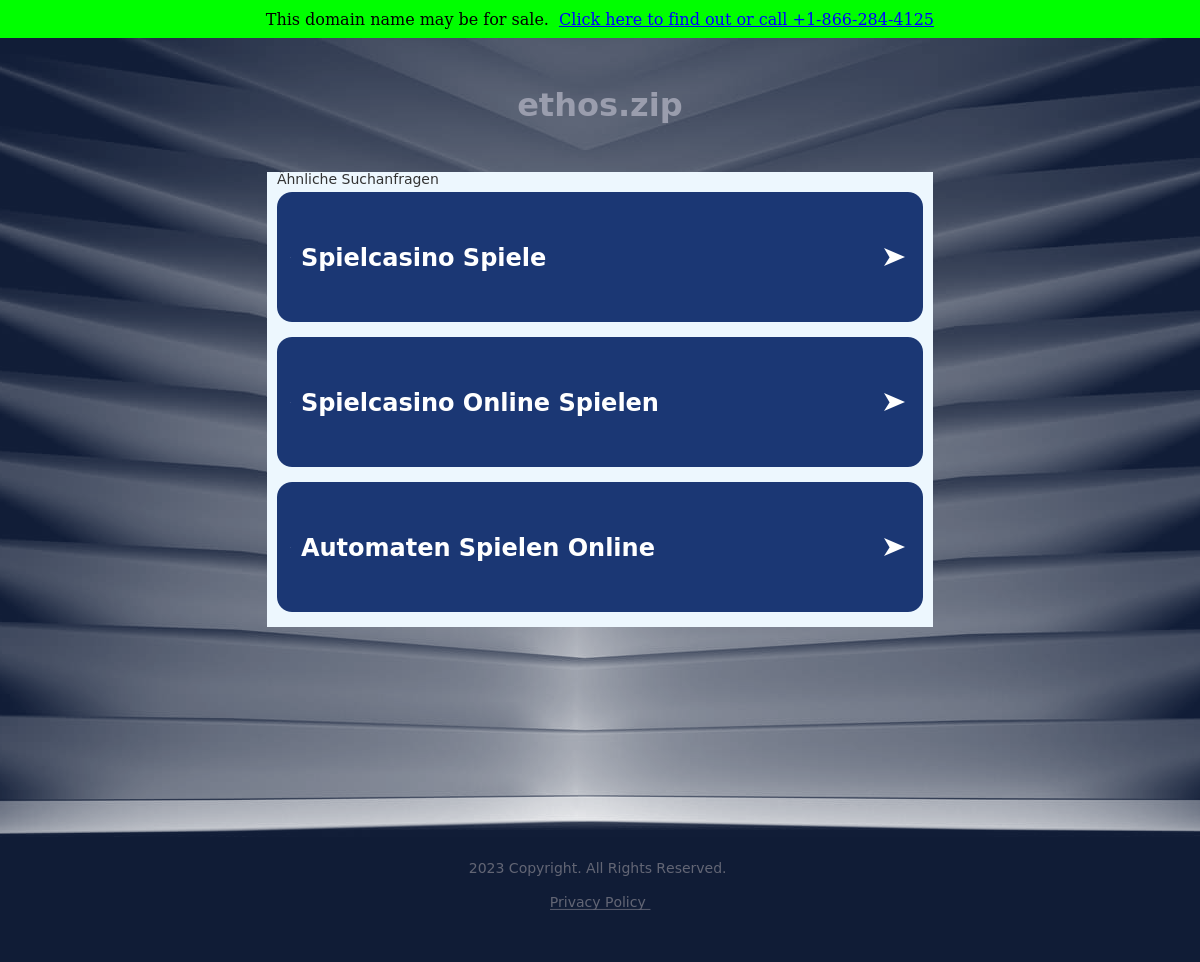 This domain name may be for sale. Click here to find out or call +1-866-284-4125
ethos.zip
Ähnliche Suchanfragen
Spielcasino Spiele
Spielcasino Online Spielen
Automaten Spielen Online
2023 Copyright. All Rights Reserved.
Privacy Policy